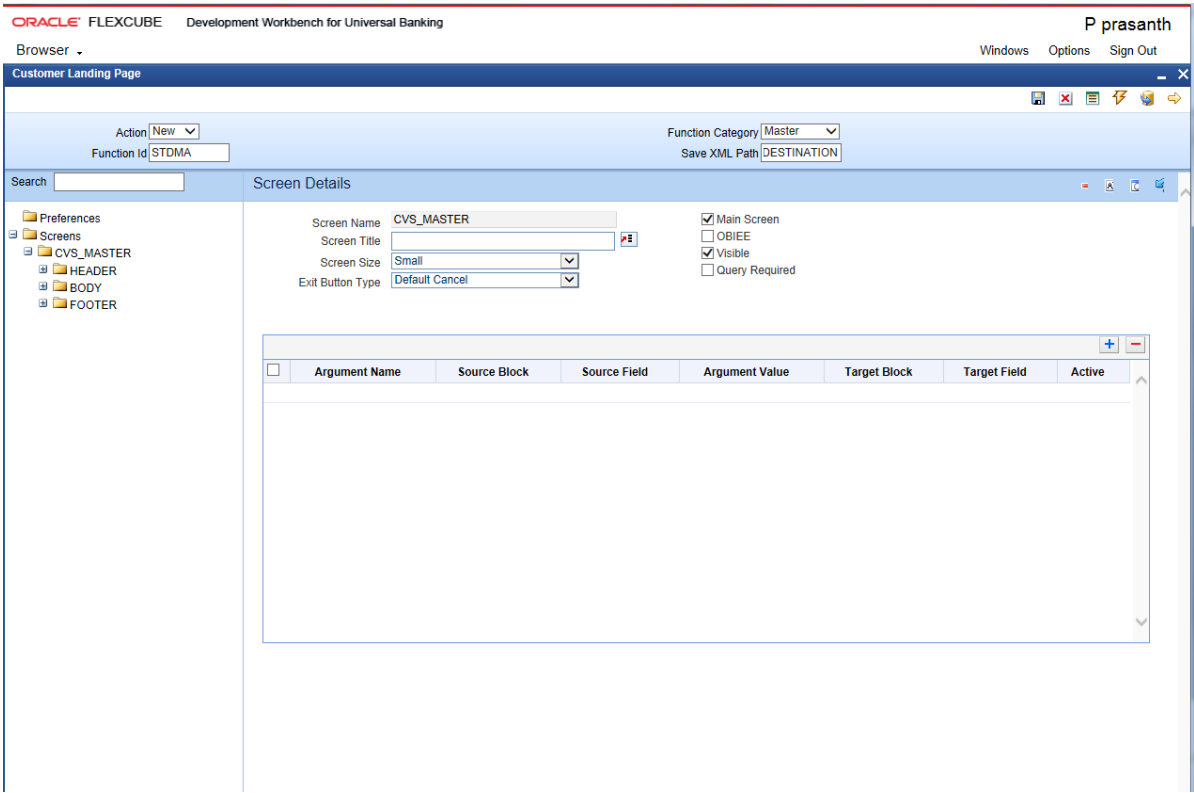 ORACLE FLEXCUBE Development Workbench for Universal Banking P prasanth
Browser Windows Options Sign Out
Customer Landing Page
Action New Function Category Master
Function Id STDMA Save XML Path DESTINATION
Search Screen Details
Preferences
Screens
CVS_MASTER
HEADER
BODY
FOOTER
Screen Name CVS_MASTER
Screen Title
Screen Size Small
Exit Button Type Default Cancel
Main Screen
OBIEE
Visible
Query Required
Argument Name Source Block Source Field Argument Value Target Block Target Field Active